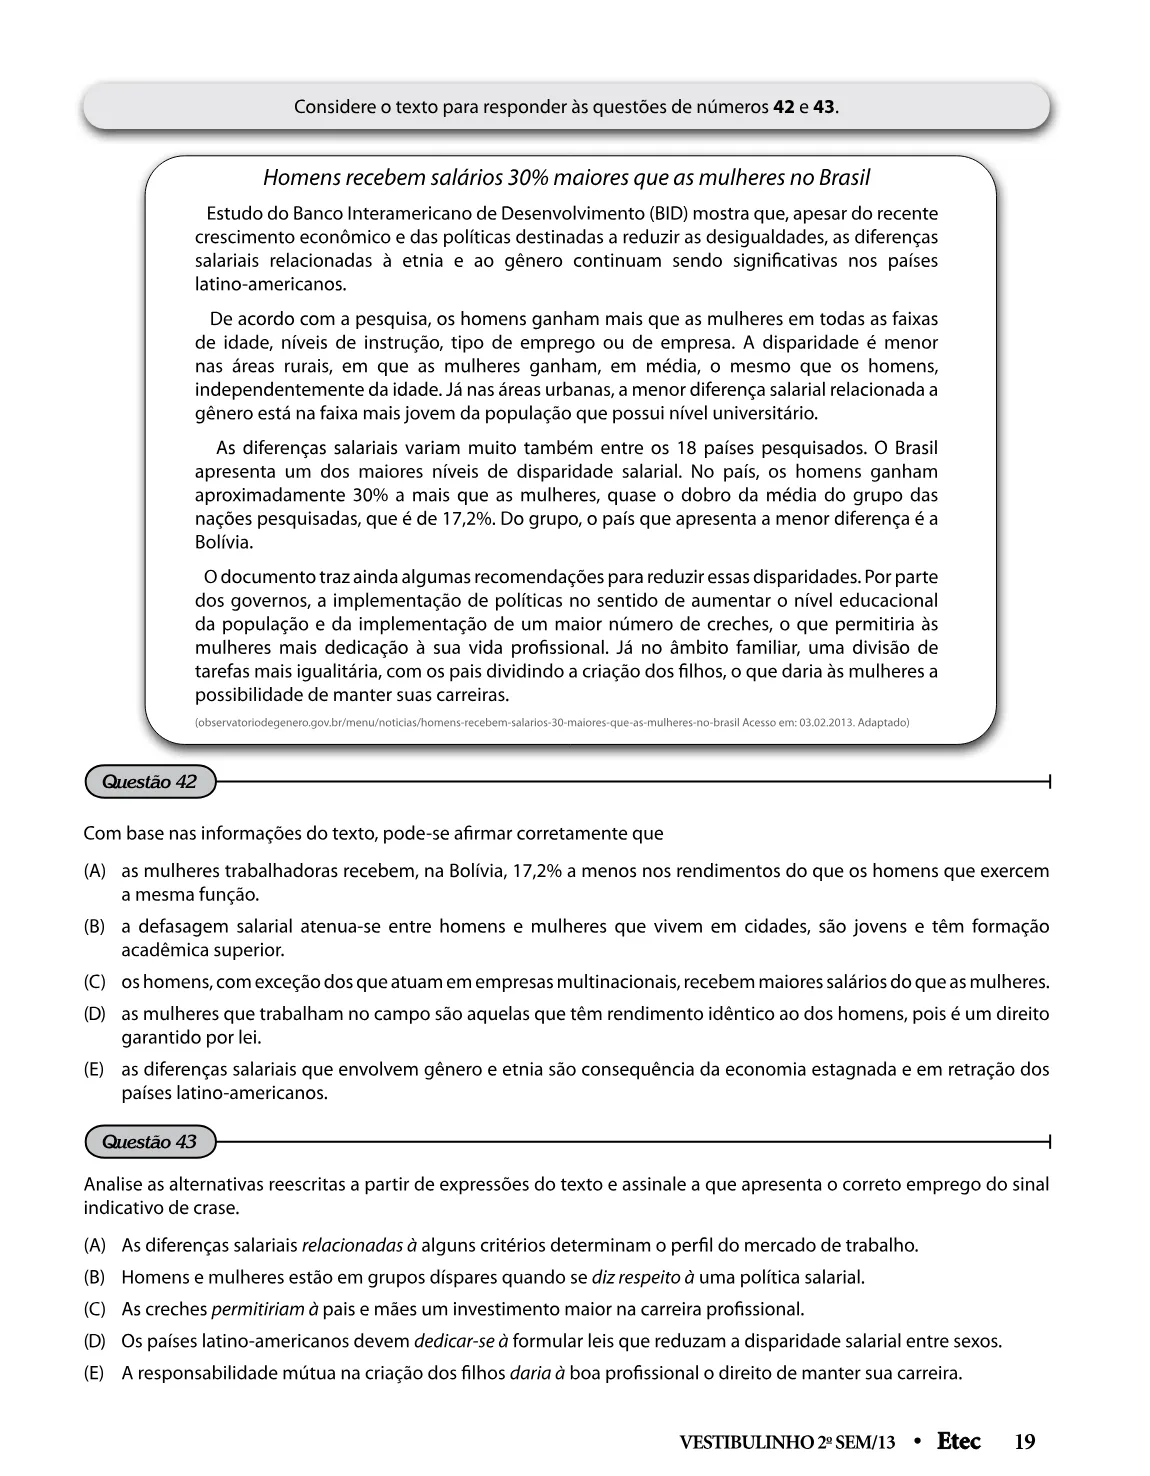 Considere o texto para responder às questões de números 42 e 43.
Homens recebem salários 30% maiores que as mulheres no Brasil
Estudo do Banco Interamericano de Desenvolvimento (BID) mostra que, apesar do recente
crescimento econômico e das políticas destinadas a reduzir as desigualdades, as diferenças
salariais relacionadas à etnia e ao gênero continuam sendo significativas nos países
latino-americanos.
De acordo com a pesquisa, os homens ganham mais que as mulheres em todas as faixas
de idade, níveis de instrução, tipo de emprego ou de empresa. A disparidade é menor
nas áreas rurais, em que as mulheres ganham, em média, o mesmo que os homens,
independentemente da idade. Já nas áreas urbanas, a menor diferença salarial relacionada a
gênero está na faixa mais jovem da população que possui nível universitário.
As diferenças salariais variam muito também entre os 18 países pesquisados. O Brasil
apresenta um dos maiores níveis de disparidade salarial. No país, os homens ganham
aproximadamente 30% a mais que as mulheres, quase o dobro da média do grupo das
nações pesquisadas, que é de 17,2%. Do grupo, o país que apresenta a menor diferença é a
Bolívia.
O documento traz ainda algumas recomendações para reduzir essas disparidades. Por parte
dos governos, a implementação de políticas no sentido de aumentar o nível educacional
da população e da implementação de um maior número de creches, o que permitiria às
mulheres mais dedicação à sua vida profissional. Já no âmbito familiar, uma divisão de
tarefas mais igualitária, com os pais dividindo a criação dos filhos, o que daria às mulheres a
possibilidade de manter suas carreiras.
(observatoriodegenero.gov.br/menu/noticias/homens-recebem-salarios-30-maiores-que-as-mulheres-no-brasil Acesso em: 03.02.2013. Adaptado)
Questão 42
Com base nas informações do texto, pode-se afirmar corretamente que
(A) as mulheres trabalhadoras recebem, na Bolívia, 17,2% a menos nos rendimentos do que os homens que exercem
a mesma função.
(B) a defasagem salarial atenua-se entre homens e mulheres que vivem em cidades, são jovens e têm formação
acadêmica superior.
(C) os homens, com exceção dos que atuam em empresas multinacionais, recebem maiores salários do que as mulheres.
(D) as mulheres que trabalham no campo são aquelas que têm rendimento idêntico ao dos homens, pois é um direito
garantido por lei.
(E) as diferenças salariais que envolvem gênero e etnia são consequência da economia estagnada e em retração dos
países latino-americanos.
Questão 43
Analise as alternativas reescritas a partir de expressões do texto e assinale a que apresenta o correto emprego do sinal
indicativo de crase.
(A) As diferenças salariais relacionadas à alguns critérios determinam o perfil do mercado de trabalho.
(B) Homens e mulheres estão em grupos díspares quando se diz respeito à uma política salarial.
(C) As creches permitiriam à pais e mães um investimento maior na carreira profissional.
(D) Os países latino-americanos devem dedicar-se à formular leis que reduzam a disparidade salarial entre sexos.
(E) A responsabilidade mútua na criação dos filhos daria à boa profissional o direito de manter sua carreira.
VESTIBULINHO 2º SEM/13 • Etec 19